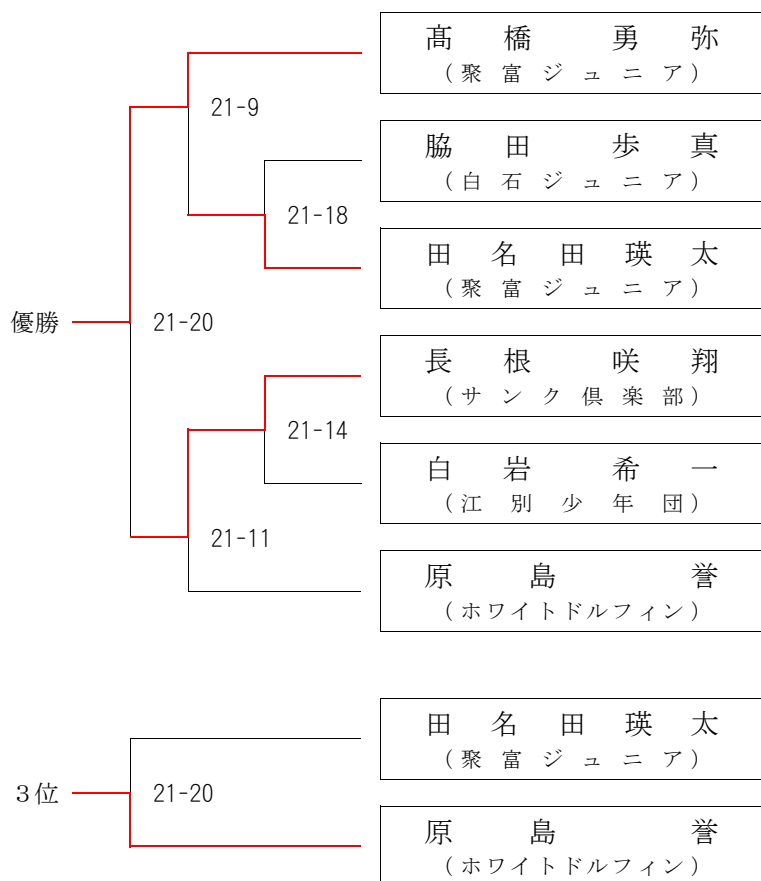 髙橋勇弥
(聚富ジュニア)
21-9
脇田歩真
(白石ジュニア)
21-18
田名田瑛太
(聚富ジュニア)
優勝
21-20
長根咲翔
(サンク倶楽部)
21-14
白岩希一
(江別少年団)
21-11
原島誉
(ホワイトドルフィン)
田名田瑛太
(聚富ジュニア)
3位
21-20
原島誉
(ホワイトドルフィン)